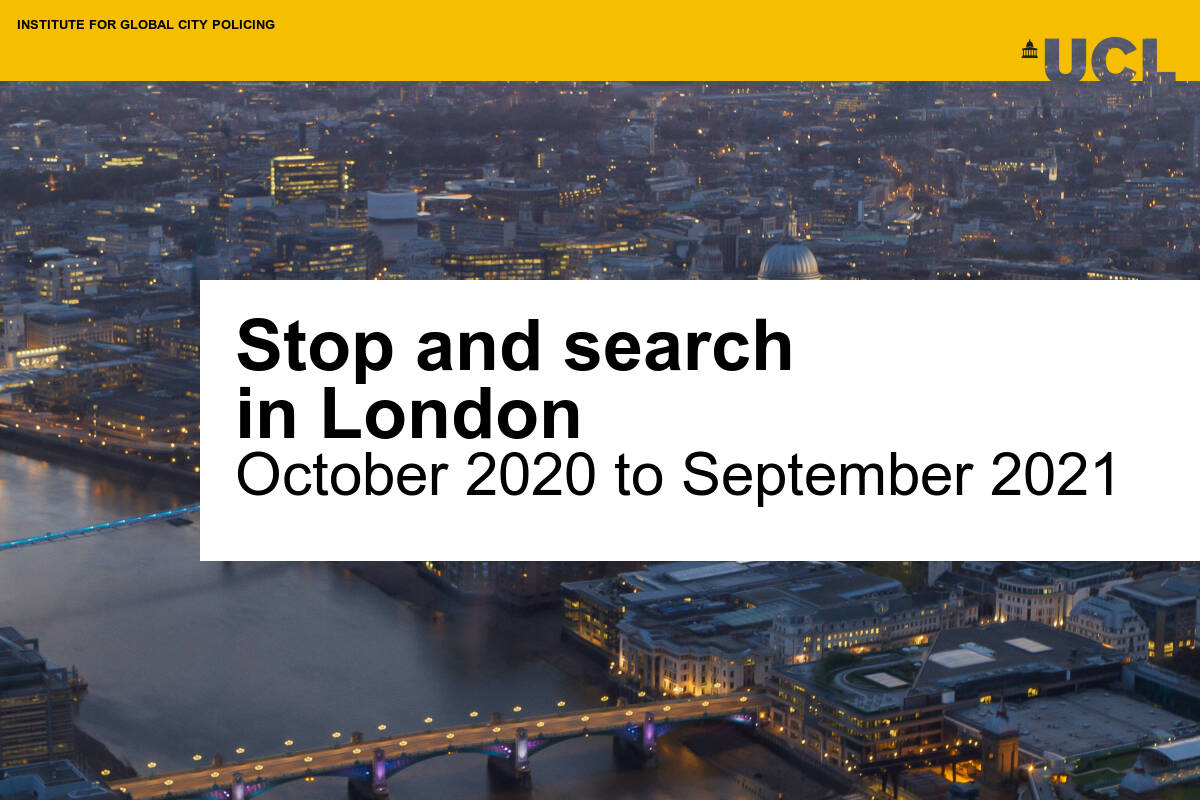 INSTITUTE FOR GLOBAL CITY POLICING
UCL
Stop and search
in London
October 2020 to September 2021